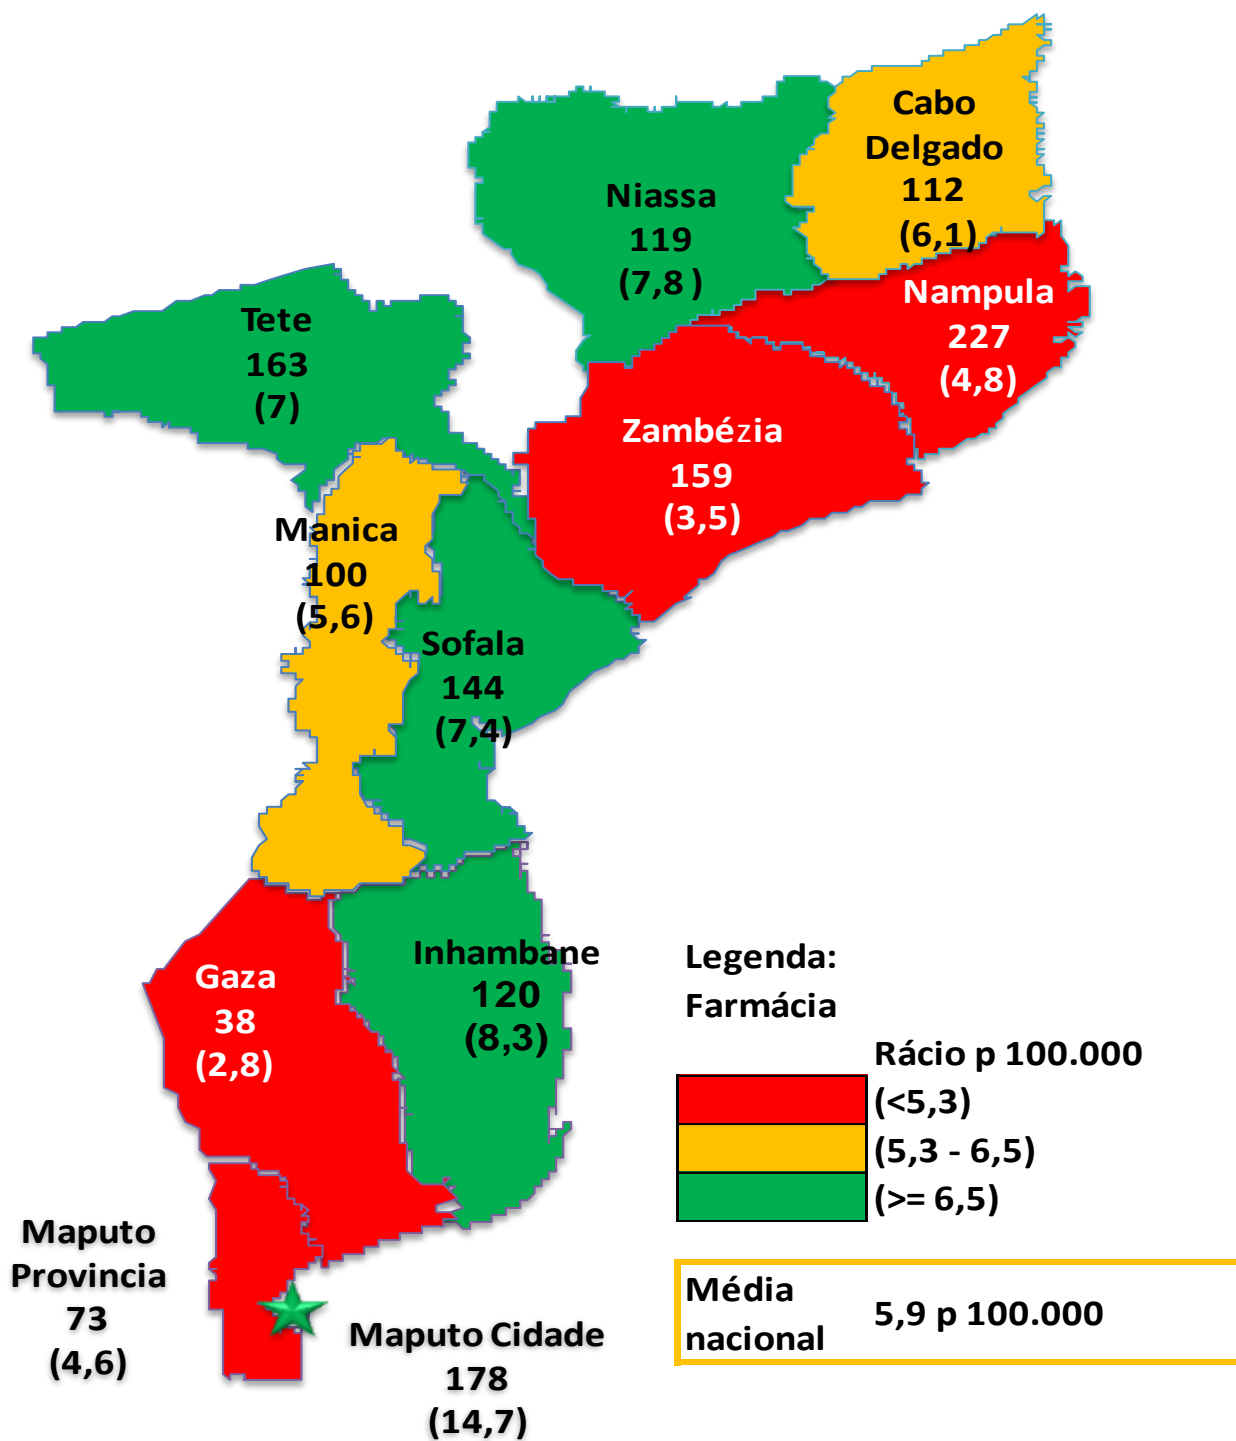 Cabo
Delgado
112
(6,1)
Niassa
119
(7,8 )
Nampula
227
(4,8)
Tete
163
(7)
Zambézia
159
(3,5)
Manica
100
(5,6)
Sofala
144
(7,4)
Inhambane
120
(8,3)
Gaza
38
(2,8)
Legenda:
Farmácia
Rácio p 100.000
(<5,3)
(5,3 - 6,5)
(>= 6,5)
Maputo
Provincia
73
(4,6)
Maputo Cidade
178
(14,7)
Média
nacional
5,9 p 100.000